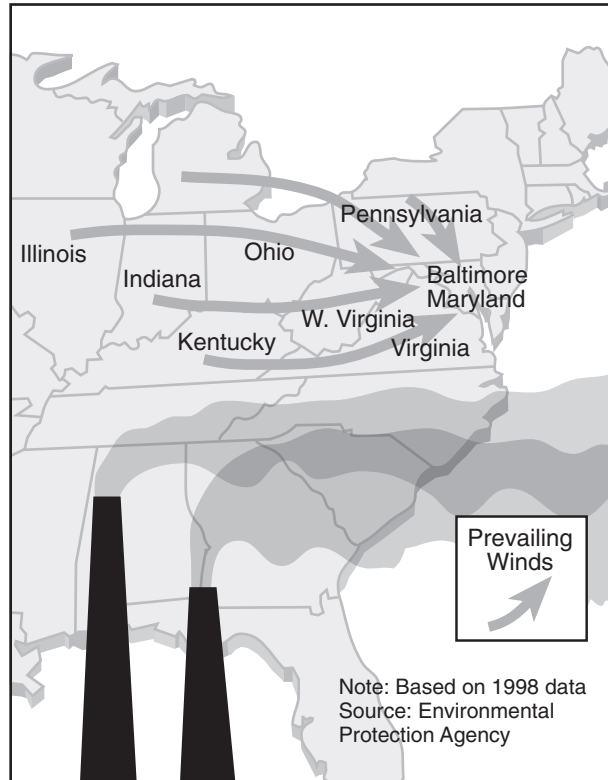 Pennsylvania
Illinois
Ohio
Indiana
Baltimore
Maryland
W. Virginia
Kentucky
Virginia
Prevailing
Winds
Note: Based on 1998 data
Source: Environmental
Protection Agency